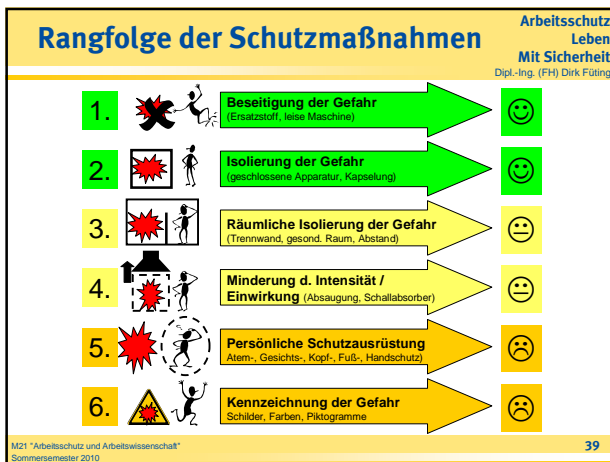 Rangfolge der Schutzmaßnahmen
Arbeitsschutz
Leben
Mit Sicherheit
Dipl.-Ing. (FH) Dirk Füting
1.
Beseitigung der Gefahr
(Ersatzstoff, leise Maschine)
2.
Isolierung der Gefahr
(geschlossene Apparatur, Kapselung)
3.
Räumliche Isolierung der Gefahr
(Trennwand, gesond. Raum, Abstand)
4.
Minderung d. Intensität /
Einwirkung (Absaugung, Schallabsorber)
5.
Persönliche Schutzausrüstung
Atem-, Gesichts-, Kopf-, Fuß-, Handschutz)
6.
Kennzeichnung der Gefahr
Schilder, Farben, Piktogramme
M21 "Arbeitsschutz und Arbeitswissenschaft"
Sommersemester 2010
39